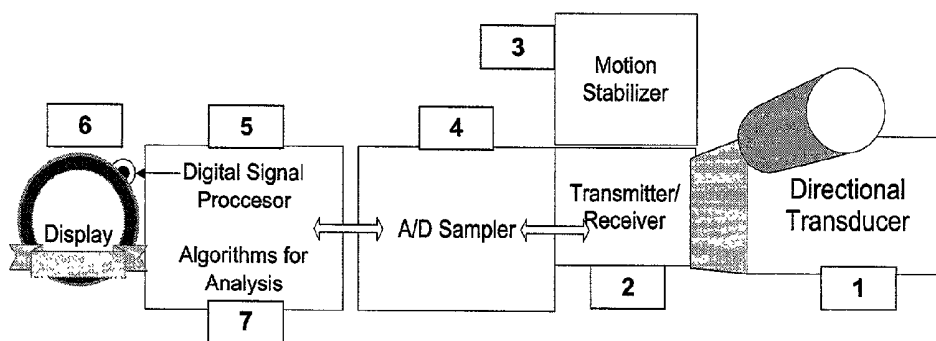 3
Motion
Stabilizer
6
5
4
Digital Signal
Proccesor
Display
Algorithms for
Analysis
A/D Sampler
Transmitter/
Receiver
Directional
Transducer
7
2
1